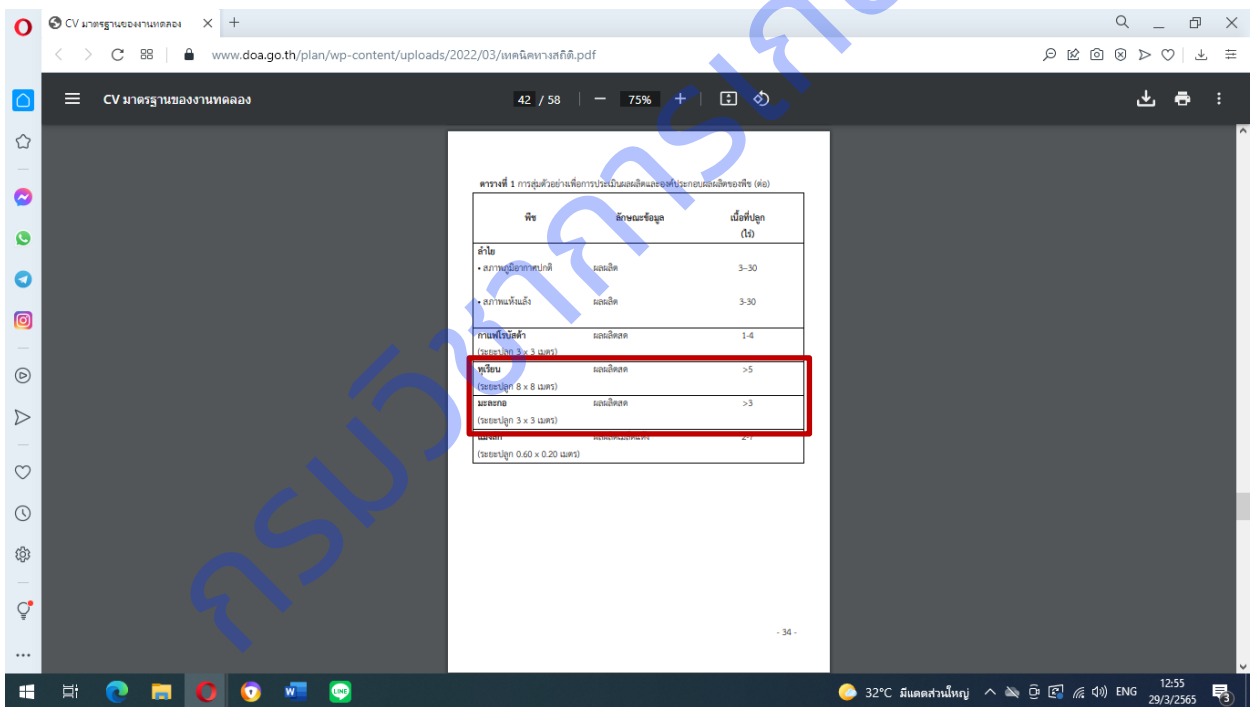 CV มาตรฐานของงานทดลอง
www.doa.go.th/plan/wp-content/uploads/2022/03/เทคนิคทางสถิติ.pdf
CV มาตรฐานของงานทดลอง
42 / 58
75%
ตารางที่ 1 การสุ่มตัวอย่างเพื่อการประเมินผลผลิตและองค์ประกอบผลผลิตของพืช (ต่อ)
พืช ลักษณะข้อมูล เนื้อที่ปลูก
(ไร่)
ลำไย
• สภาพภูมิอากาศปกติ ผลผลิต 3–30
• สภาพแห้งแล้ง ผลผลิต 3-30
กาแฟโรบัสต้า ผลผลิตสด 1-4
(ระยะปลูก 3 x 3 เมตร)
ทุเรียน ผลผลิตสด >5
(ระยะปลูก 8 x 8 เมตร)
มะละกอ ผลผลิตสด >3
(ระยะปลูก 3 x 3 เมตร)
(ระยะปลูก 0.60 x 0.20 เมตร)
- 34 -
กรมวิชาการเกษตร
LINE
32°C มีแดดส่วนใหญ่
ENG
12:55
29/3/2565
3